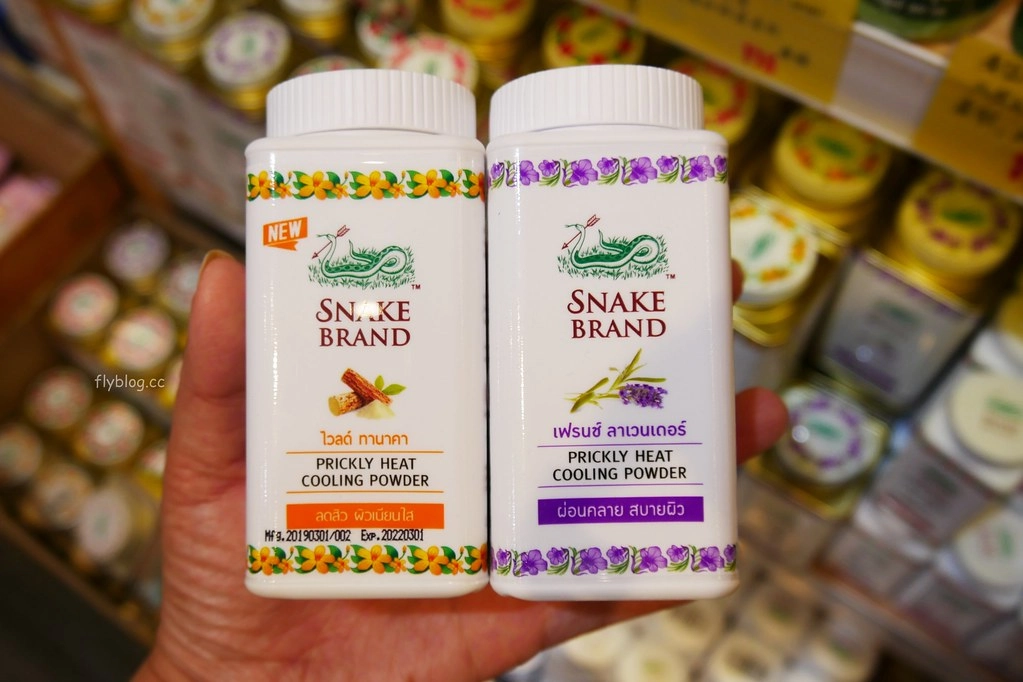 NEW
SNAKE
BRAND
TM
ไวลด์ ทานาคา
PRICKLY HEAT
COOLING POWDER
ลดสิว ผิวเนียนใส
Mfg.20190301/002 Exp.20220301
SNAKE
BRAND
TM
เฟรนซ์ ลาเวนเดอร์
PRICKLY HEAT
COOLING POWDER
ผ่อนคลาย สบายผิว
flyblog.cc